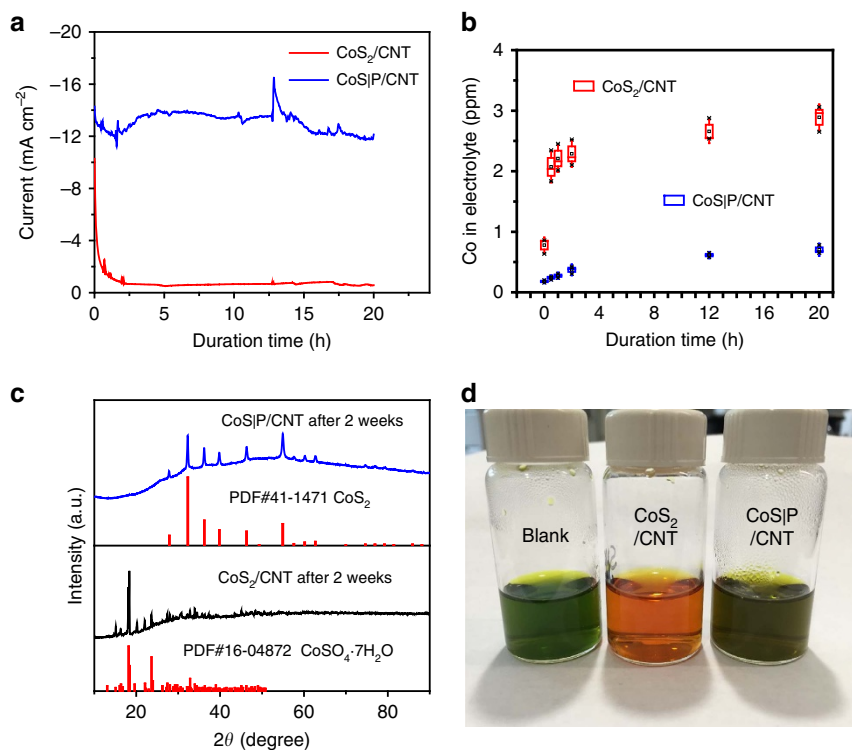 a
−20
−16
−12
−8
−4
0
Current (mA cm−2)
CoS2/CNT
CoS|P/CNT
0
5
10
15
20
Duration time (h)
b
4
3
2
1
0
Co in electrolyte (ppm)
CoS2/CNT
CoS|P/CNT
0
4
8
12
16
20
Duration time (h)
c
Intensity (a.u.)
CoS|P/CNT after 2 weeks
PDF#41-1471 CoS2
CoS2/CNT after 2 weeks
PDF#16-04872 CoSO4·7H2O
20
40
60
80
2θ (degree)
d
Blank
CoS2
/CNT
CoS|P
/CNT